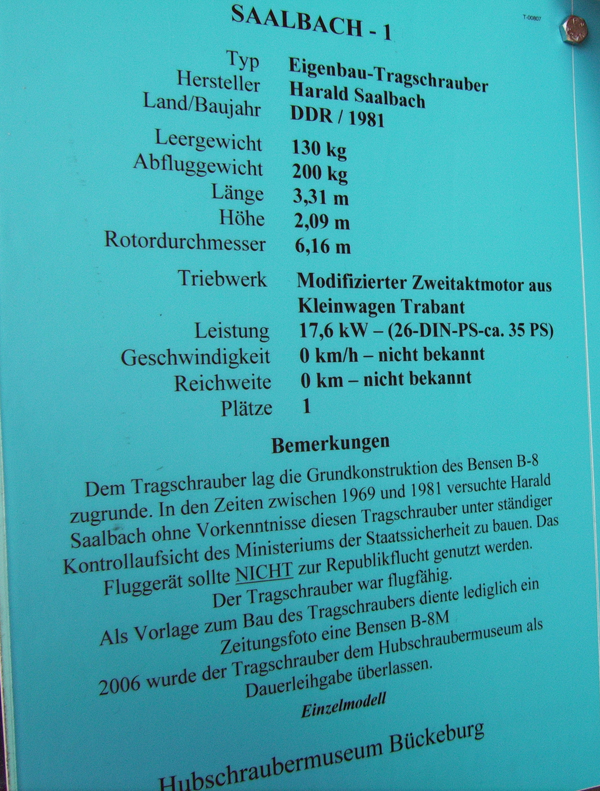 T-00807
SAALBACH - 1
Typ Eigenbau-Tragschrauber
Hersteller Harald Saalbach
Land/Baujahr DDR / 1981
Leergewicht 130 kg
Abfluggewicht 200 kg
Länge 3,31 m
Höhe 2,09 m
Rotordurchmesser 6,16 m
Triebwerk Modifizierter Zweitaktmotor aus
Kleinwagen Trabant
Leistung 17,6 kW – (26-DIN-PS-ca. 35 PS)
Geschwindigkeit 0 km/h – nicht bekannt
Reichweite 0 km – nicht bekannt
Plätze 1
Bemerkungen
Dem Tragschrauber lag die Grundkonstruktion des Bensen B-8
zugrunde. In den Zeiten zwischen 1969 und 1981 versuchte Harald
Saalbach ohne Vorkenntnisse diesen Tragschrauber unter ständiger
Kontrollaufsicht des Ministeriums der Staatssicherheit zu bauen. Das
Fluggerät sollte NICHT zur Republikflucht genutzt werden.
Der Tragschrauber war flugfähig.
Als Vorlage zum Bau des Tragschraubers diente lediglich ein
Zeitungsfoto eine Bensen B-8M
2006 wurde der Tragschrauber dem Hubschraubermuseum als
Dauerleihgabe überlassen.
Einzelmodell
Hubschraubermuseum Bückeburg